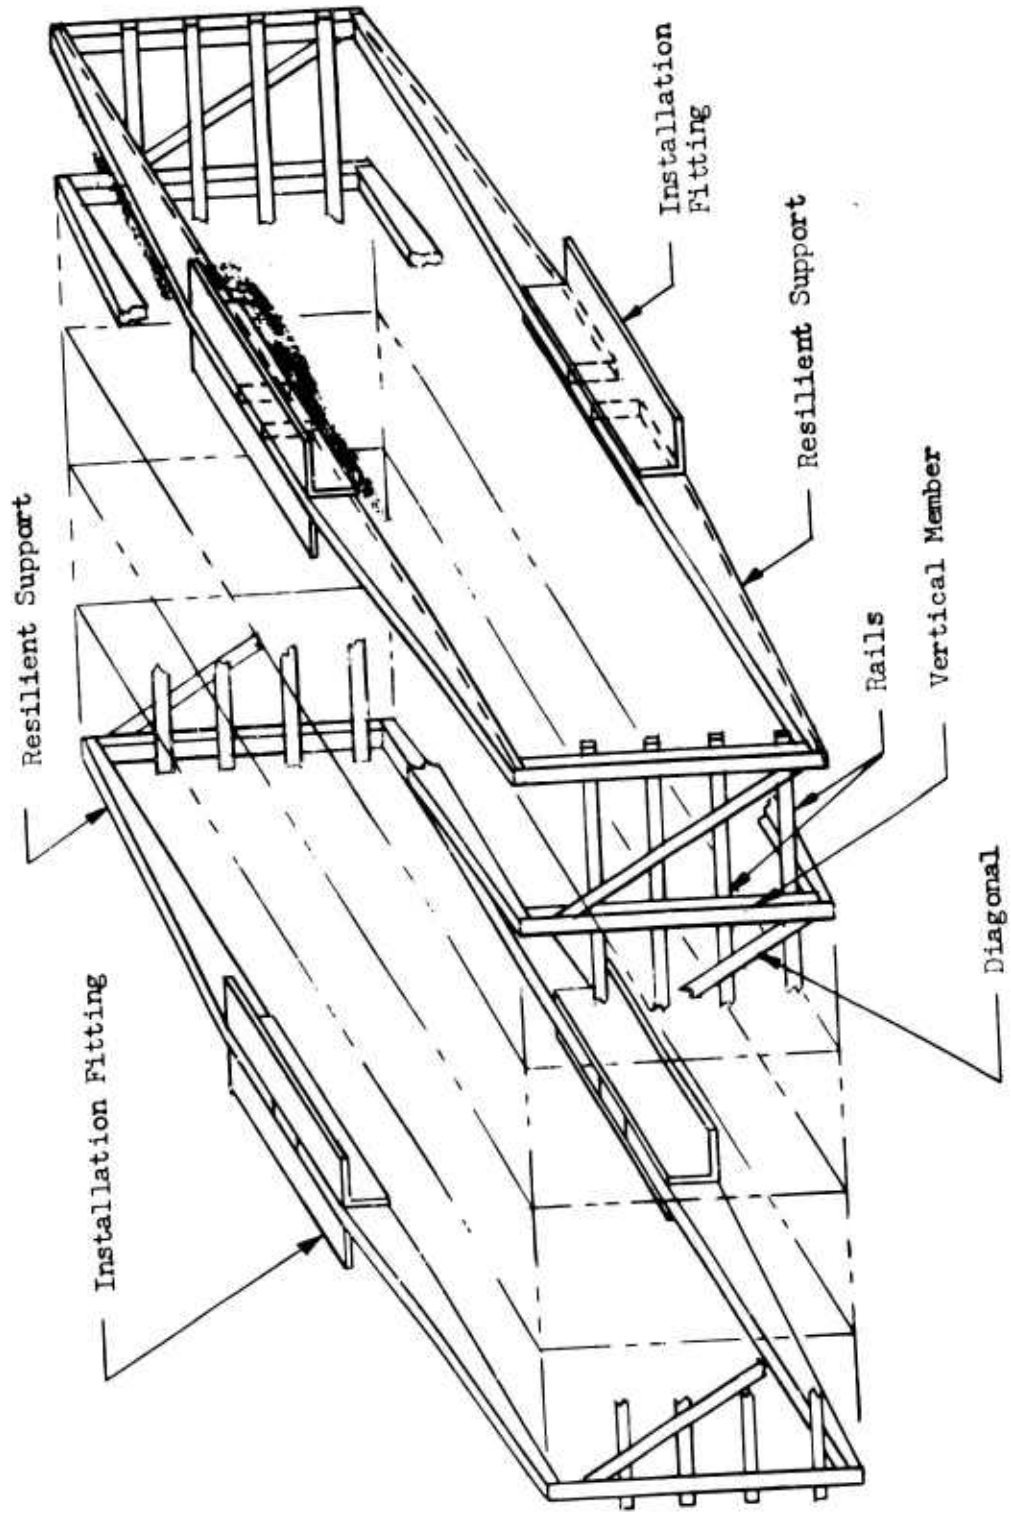 Resilient Support
Installation Fitting
Installation
Fitting
Resilient Support
Rails
Vertical Member
Diagonal